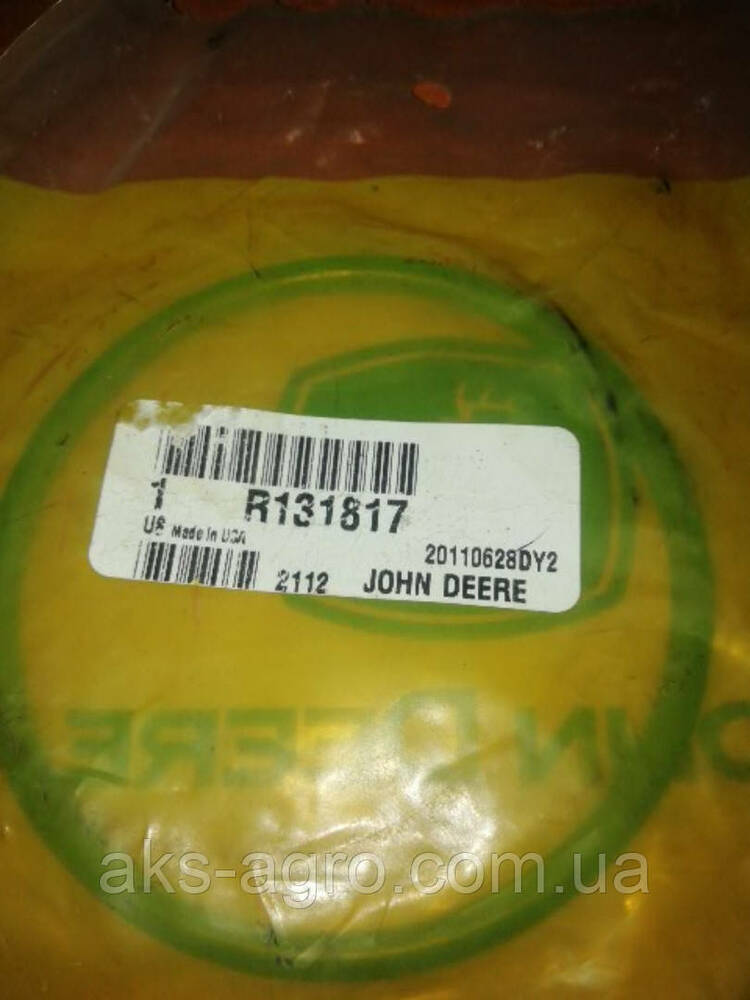 1 R131817
US Made in USA
20110628DY2
2112 JOHN DEERE
JOHN DEERE
aks-agro.com.ua